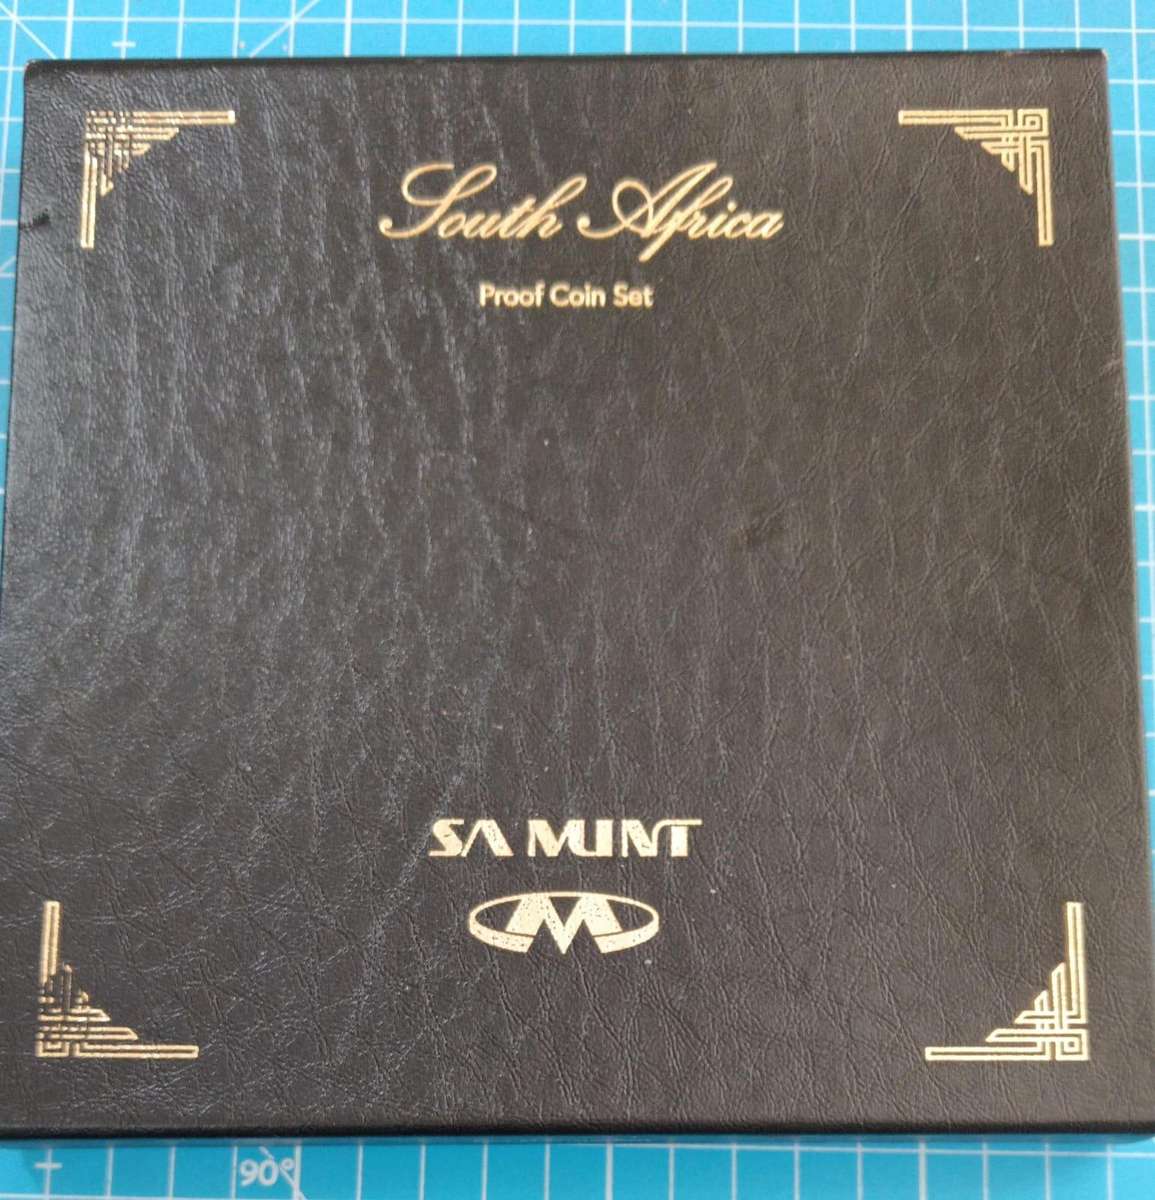 South Africa
Proof Coin Set
SA MINT
M
90°